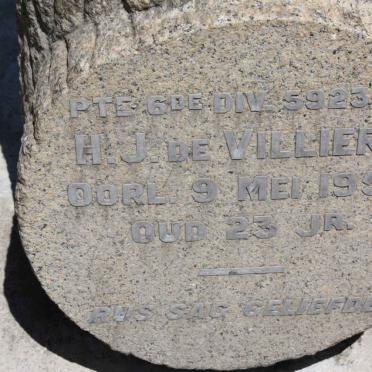 PTE 6DE DIV. 5923
H.J. DE VILLIER
OORL. 9 MEI 19
OUD 23 JR.
RUS SAG GELIEFDE